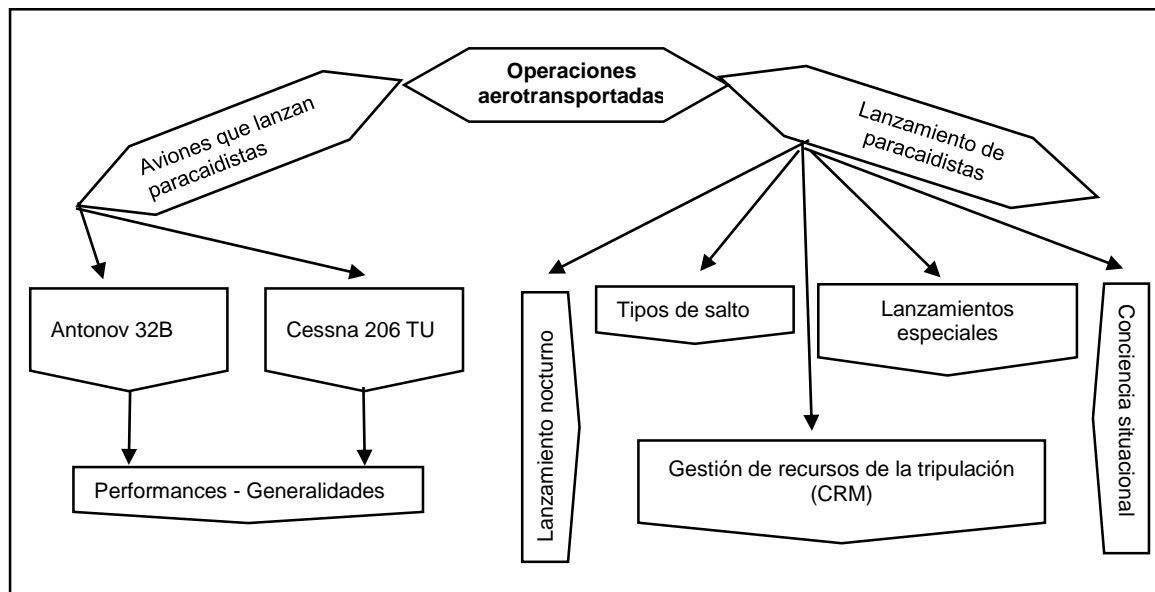 Operaciones
aerotransportadas
Aviones que lanzan
paracaidistas
Lanzamiento de
paracaidistas
Antonov 32B
Cessna 206 TU
Performances - Generalidades
Lanzamiento nocturno
Tipos de salto
Lanzamientos
especiales
Gestión de recursos de la tripulación
(CRM)
Conciencia situacional